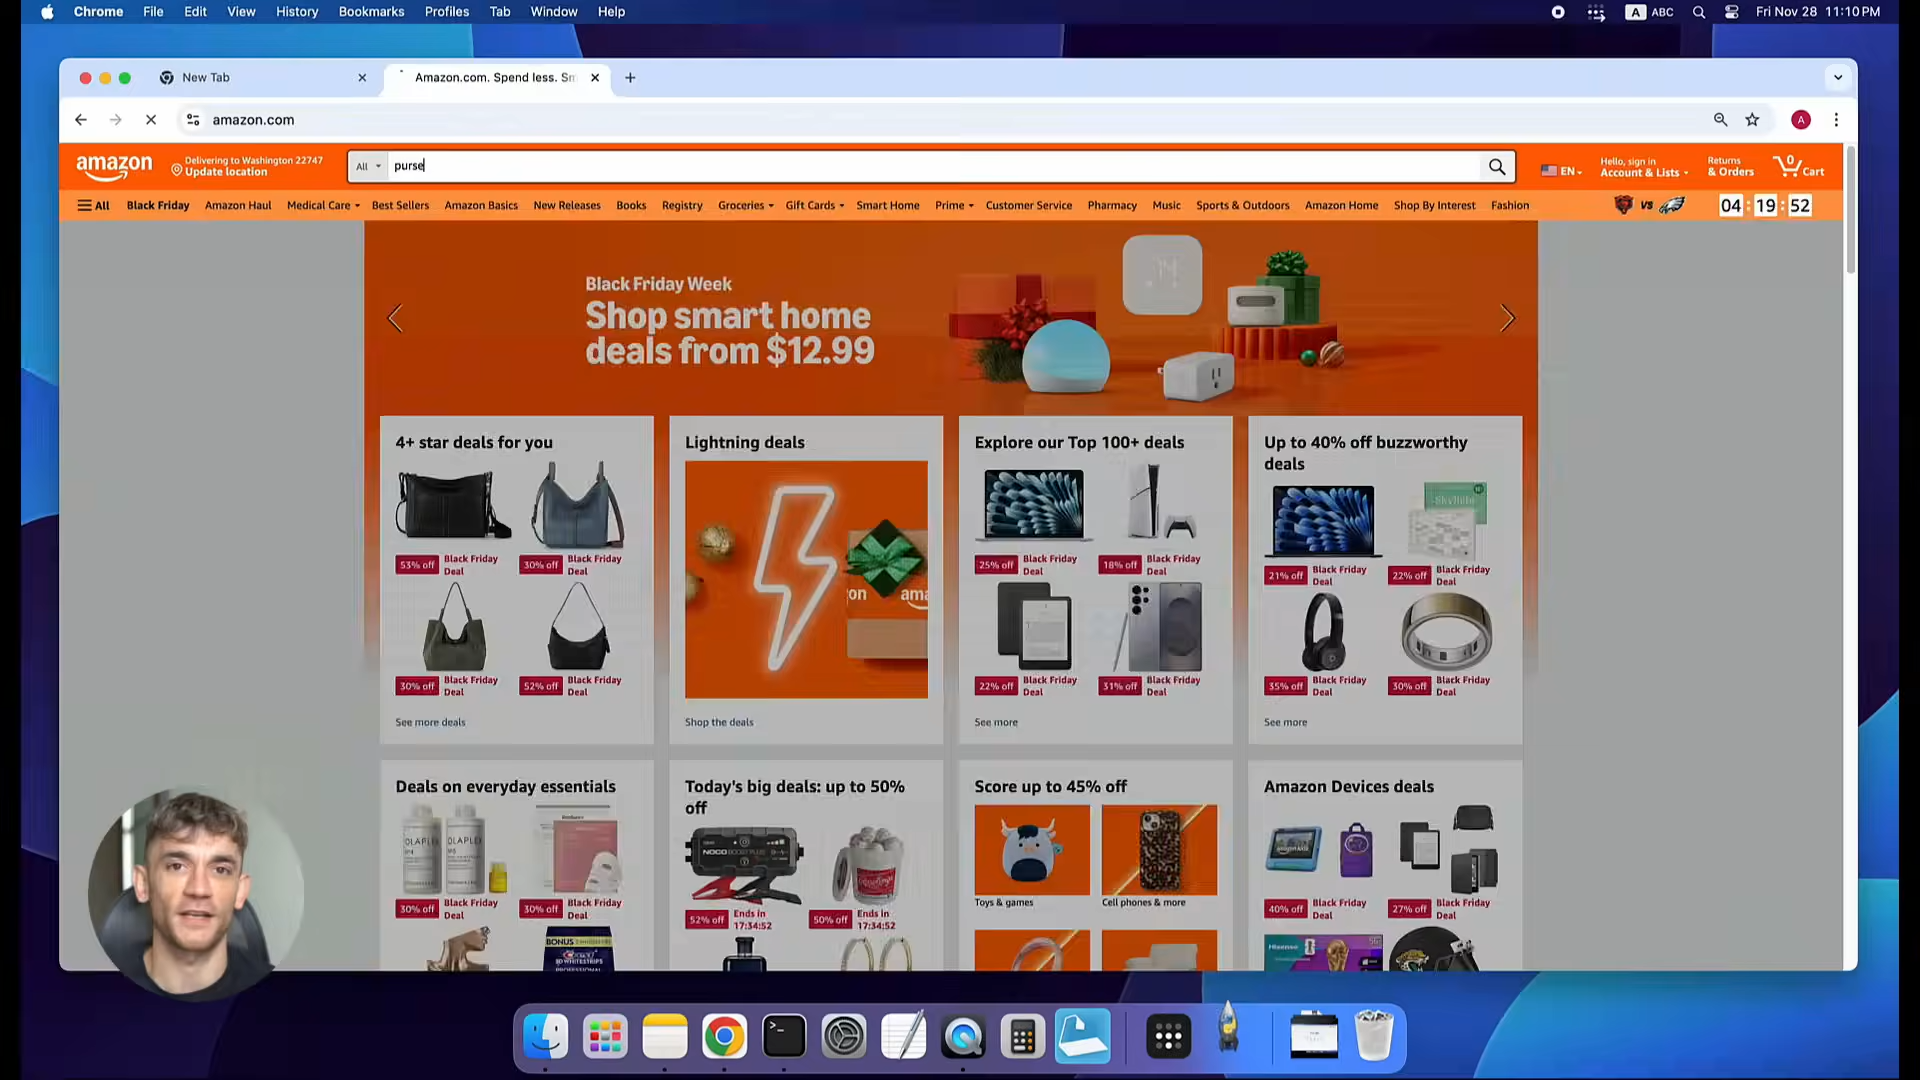 Chrome File Edit View History Bookmarks Profiles Tab Window Help
A ABC Fri Nov 28 11:10 PM
New Tab
Amazon.com. Spend less. Sm
amazon.com
A
amazon
Delivering to Washington 22747
Update location
All
purse
EN
Hello, sign in
Account & Lists
Returns
& Orders
0
Cart
All Black Friday Amazon Haul Medical Care Best Sellers Amazon Basics New Releases Books Registry Groceries Gift Cards Smart Home Prime Customer Service Pharmacy Music Sports & Outdoors Amazon Home Shop By Interest Fashion
VS
04 : 19 : 52
Black Friday Week
Shop smart home
deals from $12.99
4+ star deals for you
53% off Black Friday Deal
30% off Black Friday Deal
30% off Black Friday Deal
52% off Black Friday Deal
See more deals
Lightning deals
on
ama
Shop the deals
Explore our Top 100+ deals
25% off Black Friday Deal
18% off Black Friday Deal
22% off Black Friday Deal
31% off Black Friday Deal
See more
Up to 40% off buzzworthy
deals
21% off Black Friday Deal
22% off Black Friday Deal
35% off Black Friday Deal
30% off Black Friday Deal
See more
Deals on everyday essentials
OLAPLEX
30% off Black Friday Deal
30% off Black Friday Deal
BONUS
PROFESSIONAL
Today's big deals: up to 50%
off
NOCO BOOST PLUS
52% off Ends in 17:34:52
50% off Ends in 17:34:52
Score up to 45% off
Toys & games
Cell phones & more
Amazon Devices deals
40% off Black Friday Deal
27% off Black Friday Deal
Hisense